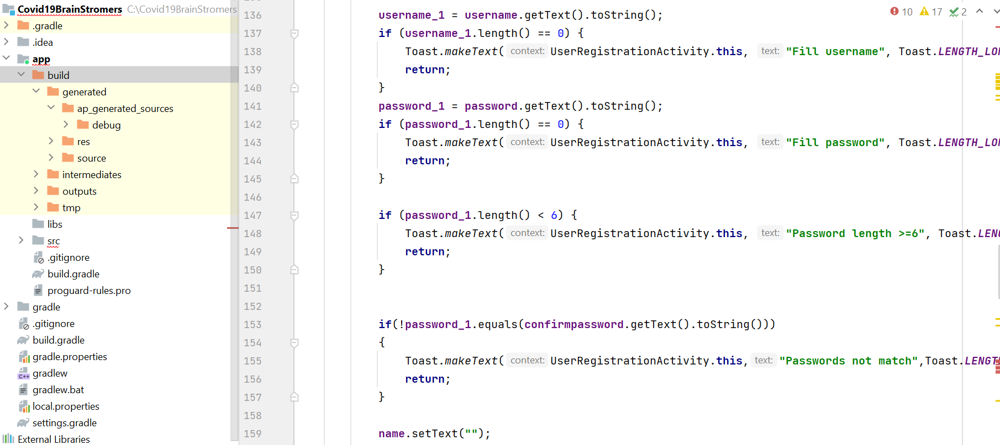 Covid19BrainStromers C:\Covid19BrainStromers
.gradle
.idea
app
build
generated
ap_generated_sources
debug
res
source
intermediates
outputs
tmp
libs
src
.gitignore
build.gradle
proguard-rules.pro
gradle
.gitignore
build.gradle
gradle.properties
gradlew
C++
gradlew.bat
local.properties
settings.gradle
External Libraries
10 17 2
136 username_1 = username.getText().toString();
137 if (username_1.length() == 0) {
138 Toast.makeText( context: UserRegistrationActivity.this, text: "Fill username", Toast.LENGTH_LON
139 return;
140 }
141 password_1 = password.getText().toString();
142 if (password_1.length() == 0) {
143 Toast.makeText( context: UserRegistrationActivity.this, text: "Fill password", Toast.LENGTH_LON
144 return;
145 }
146
147 if (password_1.length() < 6) {
148 Toast.makeText( context: UserRegistrationActivity.this, text: "Password length >=6", Toast.LENG
149 return;
150 }
151
152
153 if(!password_1.equals(confirmpassword.getText().toString()))
154 {
155 Toast.makeText( context: UserRegistrationActivity.this, text: "Passwords not match",Toast.LENGT
156 return;
157 }
158
159 name.setText("");